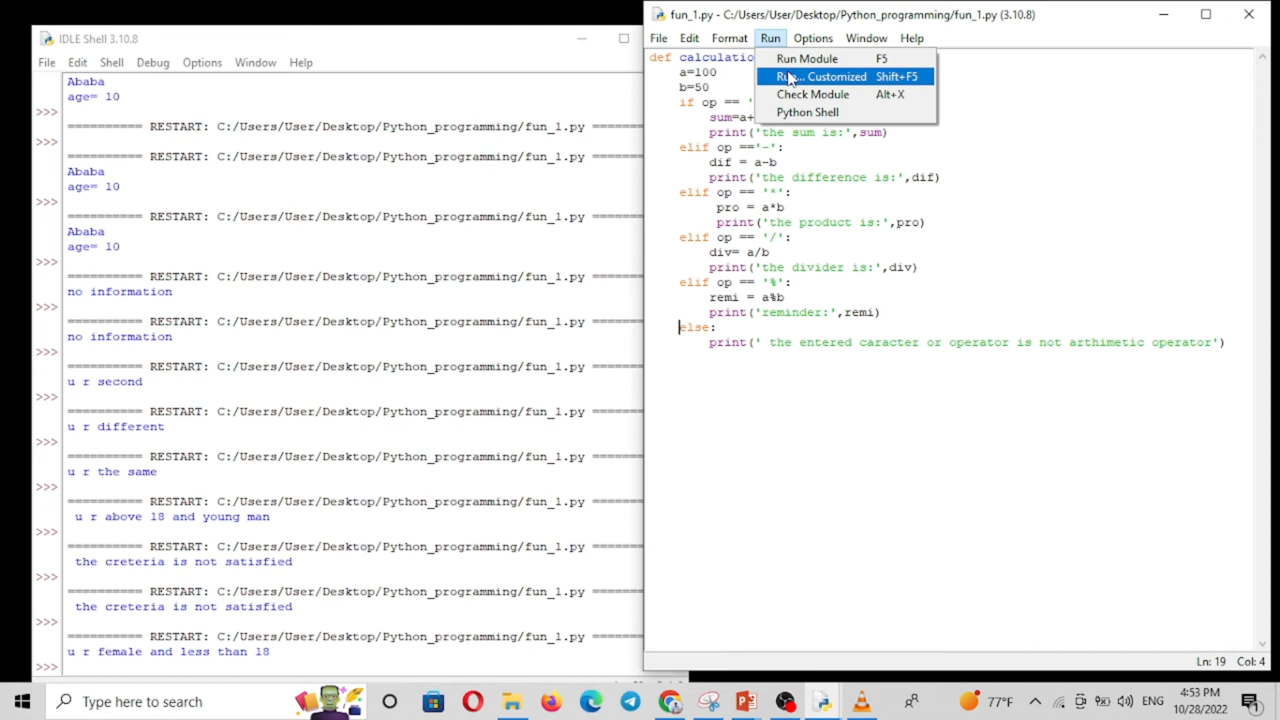 IDLE Shell 3.10.8
File Edit Shell Debug Options Window Help
Ababa
age= 10
>>>
========== RESTART: C:/Users/User/Desktop/Python_programming/fun_1.py =======
>>>
========== RESTART: C:/Users/User/Desktop/Python_programming/fun_1.py =======
Ababa
age= 10
>>>
========== RESTART: C:/Users/User/Desktop/Python_programming/fun_1.py =======
Ababa
age= 10
>>>
========== RESTART: C:/Users/User/Desktop/Python_programming/fun_1.py =======
no information
>>>
========== RESTART: C:/Users/User/Desktop/Python_programming/fun_1.py =======
no information
>>>
========== RESTART: C:/Users/User/Desktop/Python_programming/fun_1.py =======
u r second
>>>
========== RESTART: C:/Users/User/Desktop/Python_programming/fun_1.py =======
u r different
>>>
========== RESTART: C:/Users/User/Desktop/Python_programming/fun_1.py =======
u r the same
>>>
========== RESTART: C:/Users/User/Desktop/Python_programming/fun_1.py =======
u r above 18 and young man
>>>
========== RESTART: C:/Users/User/Desktop/Python_programming/fun_1.py =======
the creteria is not satisfied
>>>
========== RESTART: C:/Users/User/Desktop/Python_programming/fun_1.py =======
the creteria is not satisfied
>>>
========== RESTART: C:/Users/User/Desktop/Python_programming/fun_1.py =======
u r female and less than 18
>>>
fun_1.py - C:/Users/User/Desktop/Python_programming/fun_1.py (3.10.8)
File Edit Format Run Options Window Help
Run Module F5
Customized Shift+F5
Check Module Alt+X
Python Shell
def calculatio
a=100
b=50
if op == '
sum=a+
print('the sum is:',sum)
elif op =='-':
dif = a-b
print('the difference is:',dif)
elif op == '*':
pro = a*b
print('the product is:',pro)
elif op == '/':
div= a/b
print('the divider is:',div)
elif op == '%':
remi = a%b
print('reminder:',remi)
else:
print(' the entered caracter or operator is not arthimetic operator')
Ln: 19 Col: 4
Type here to search
77°F
ENG
4:53 PM
10/28/2022